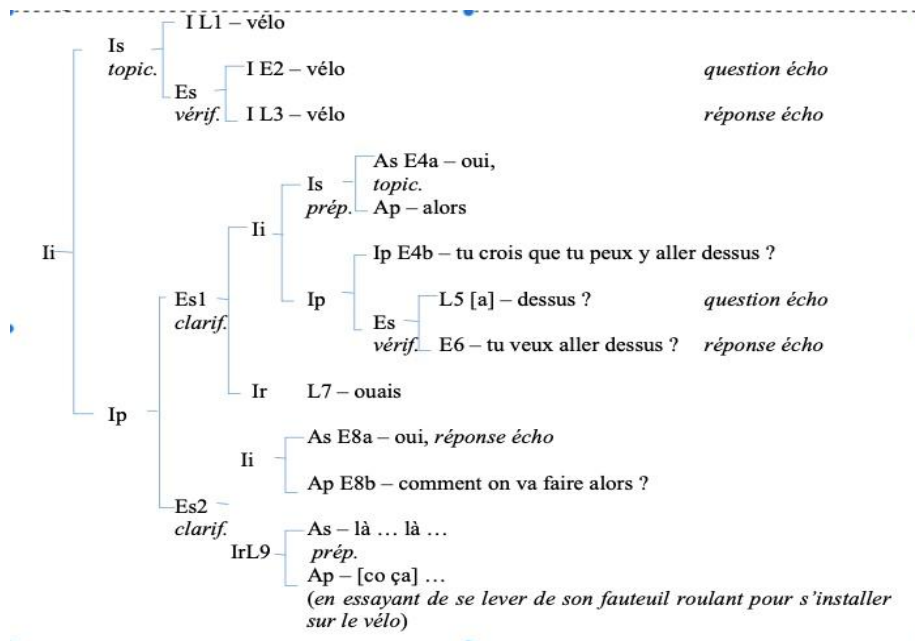 I L1 – vélo
Is
topic.
I E2 – vélo question écho
Es
vérif.
I L3 – vélo réponse écho
As E4a – oui,
Is topic.
prép. Ap – alors
Ii
Ii Ip E4b – tu crois que tu peux y aller dessus ?
Es1 Ip L5 [a] – dessus ? question écho
clarif. Es
vérif. E6 – tu veux aller dessus ? réponse écho
Ir L7 – ouais
Ip
As E8a – oui, réponse écho
Ii
Ap E8b – comment on va faire alors ?
Es2
clarif. As – là … là …
IrL9 prép.
Ap – [co ça] …
(en essayant de se lever de son fauteuil roulant pour s’installer
sur le vélo)